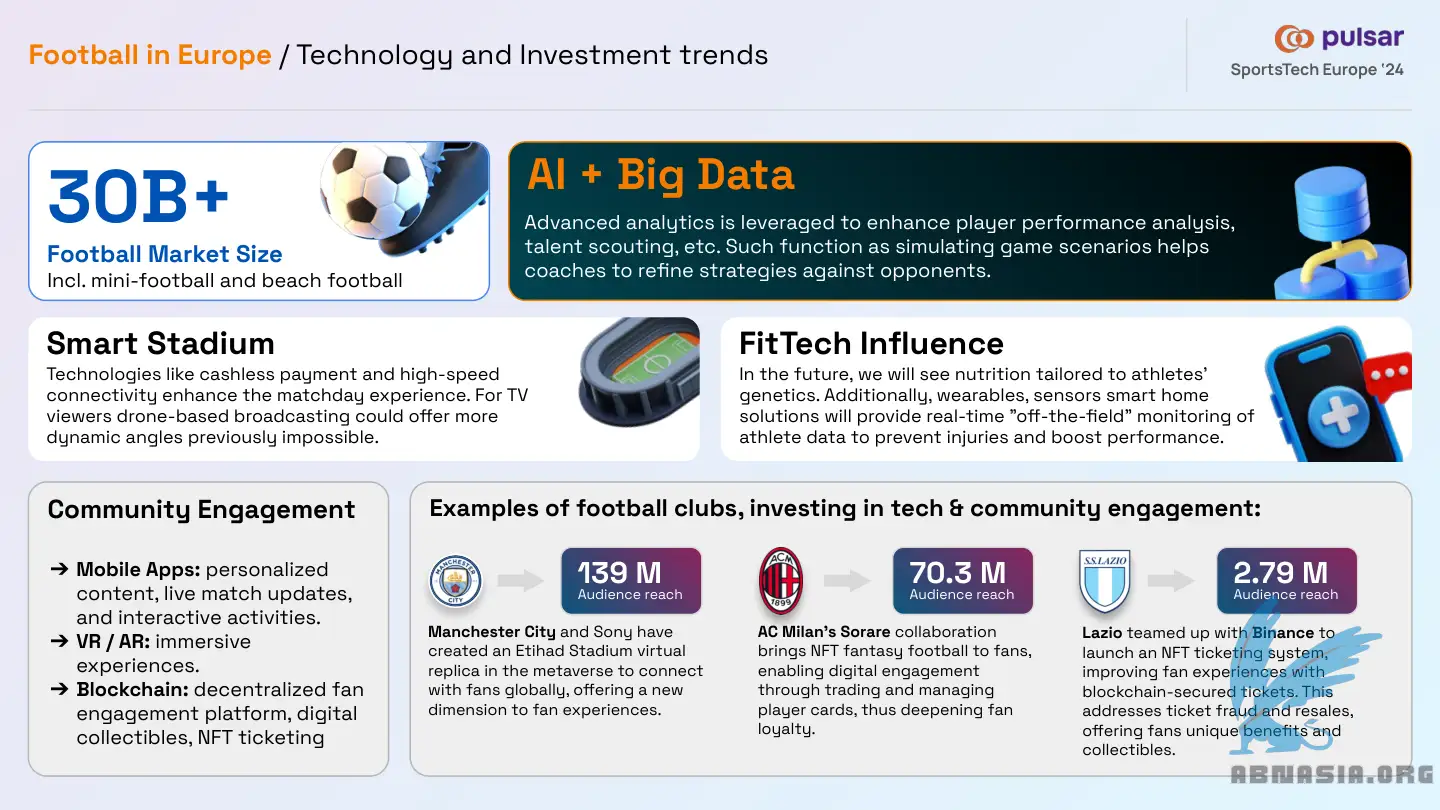 Football in Europe / Technology and Investment trends
pulsar
SportsTech Europe ‘24
30B+
Football Market Size
Incl. mini-football and beach football
AI + Big Data
Advanced analytics is leveraged to enhance player performance analysis,
talent scouting, etc. Such function as simulating game scenarios helps
coaches to refine strategies against opponents.
Smart Stadium
Technologies like cashless payment and high-speed
connectivity enhance the matchday experience. For TV
viewers drone-based broadcasting could offer more
dynamic angles previously impossible.
FitTech Influence
In the future, we will see nutrition tailored to athletes’
genetics. Additionally, wearables, sensors smart home
solutions will provide real-time ”off-the-field” monitoring of
athlete data to prevent injuries and boost performance.
Community Engagement
➔ Mobile Apps: personalized
content, live match updates,
and interactive activities.
➔ VR / AR: immersive
experiences.
➔ Blockchain: decentralized fan
engagement platform, digital
collectibles, NFT ticketing
Examples of football clubs, investing in tech & community engagement:
MANCHESTER
CITY
139 M
Audience reach
Manchester City and Sony have
created an Etihad Stadium virtual
replica in the metaverse to connect
with fans globally, offering a new
dimension to fan experiences.
ACM
1899
70.3 M
Audience reach
AC Milan’s Sorare collaboration
brings NFT fantasy football to fans,
enabling digital engagement
through trading and managing
player cards, thus deepening fan
loyalty.
S.S.LAZIO
2.79 M
Audience reach
Lazio teamed up with Binance to
launch an NFT ticketing system,
improving fan experiences with
blockchain-secured tickets. This
addresses ticket fraud and resales,
offering fans unique benefits and
collectibles.
ABNASIA.ORG